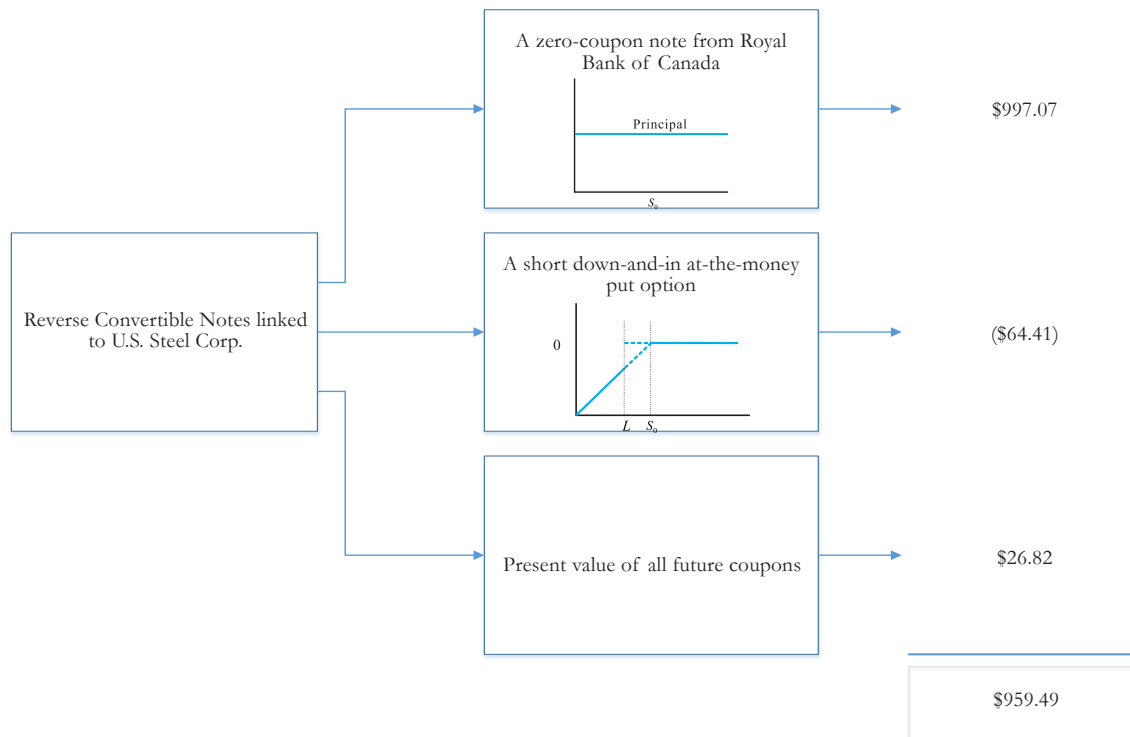 A zero-coupon note from Royal
Bank of Canada
Principal
S₀
$997.07
Reverse Convertible Notes linked
to U.S. Steel Corp.
A short down-and-in at-the-money
put option
0
L S₀
($64.41)
Present value of all future coupons
$26.82
$959.49